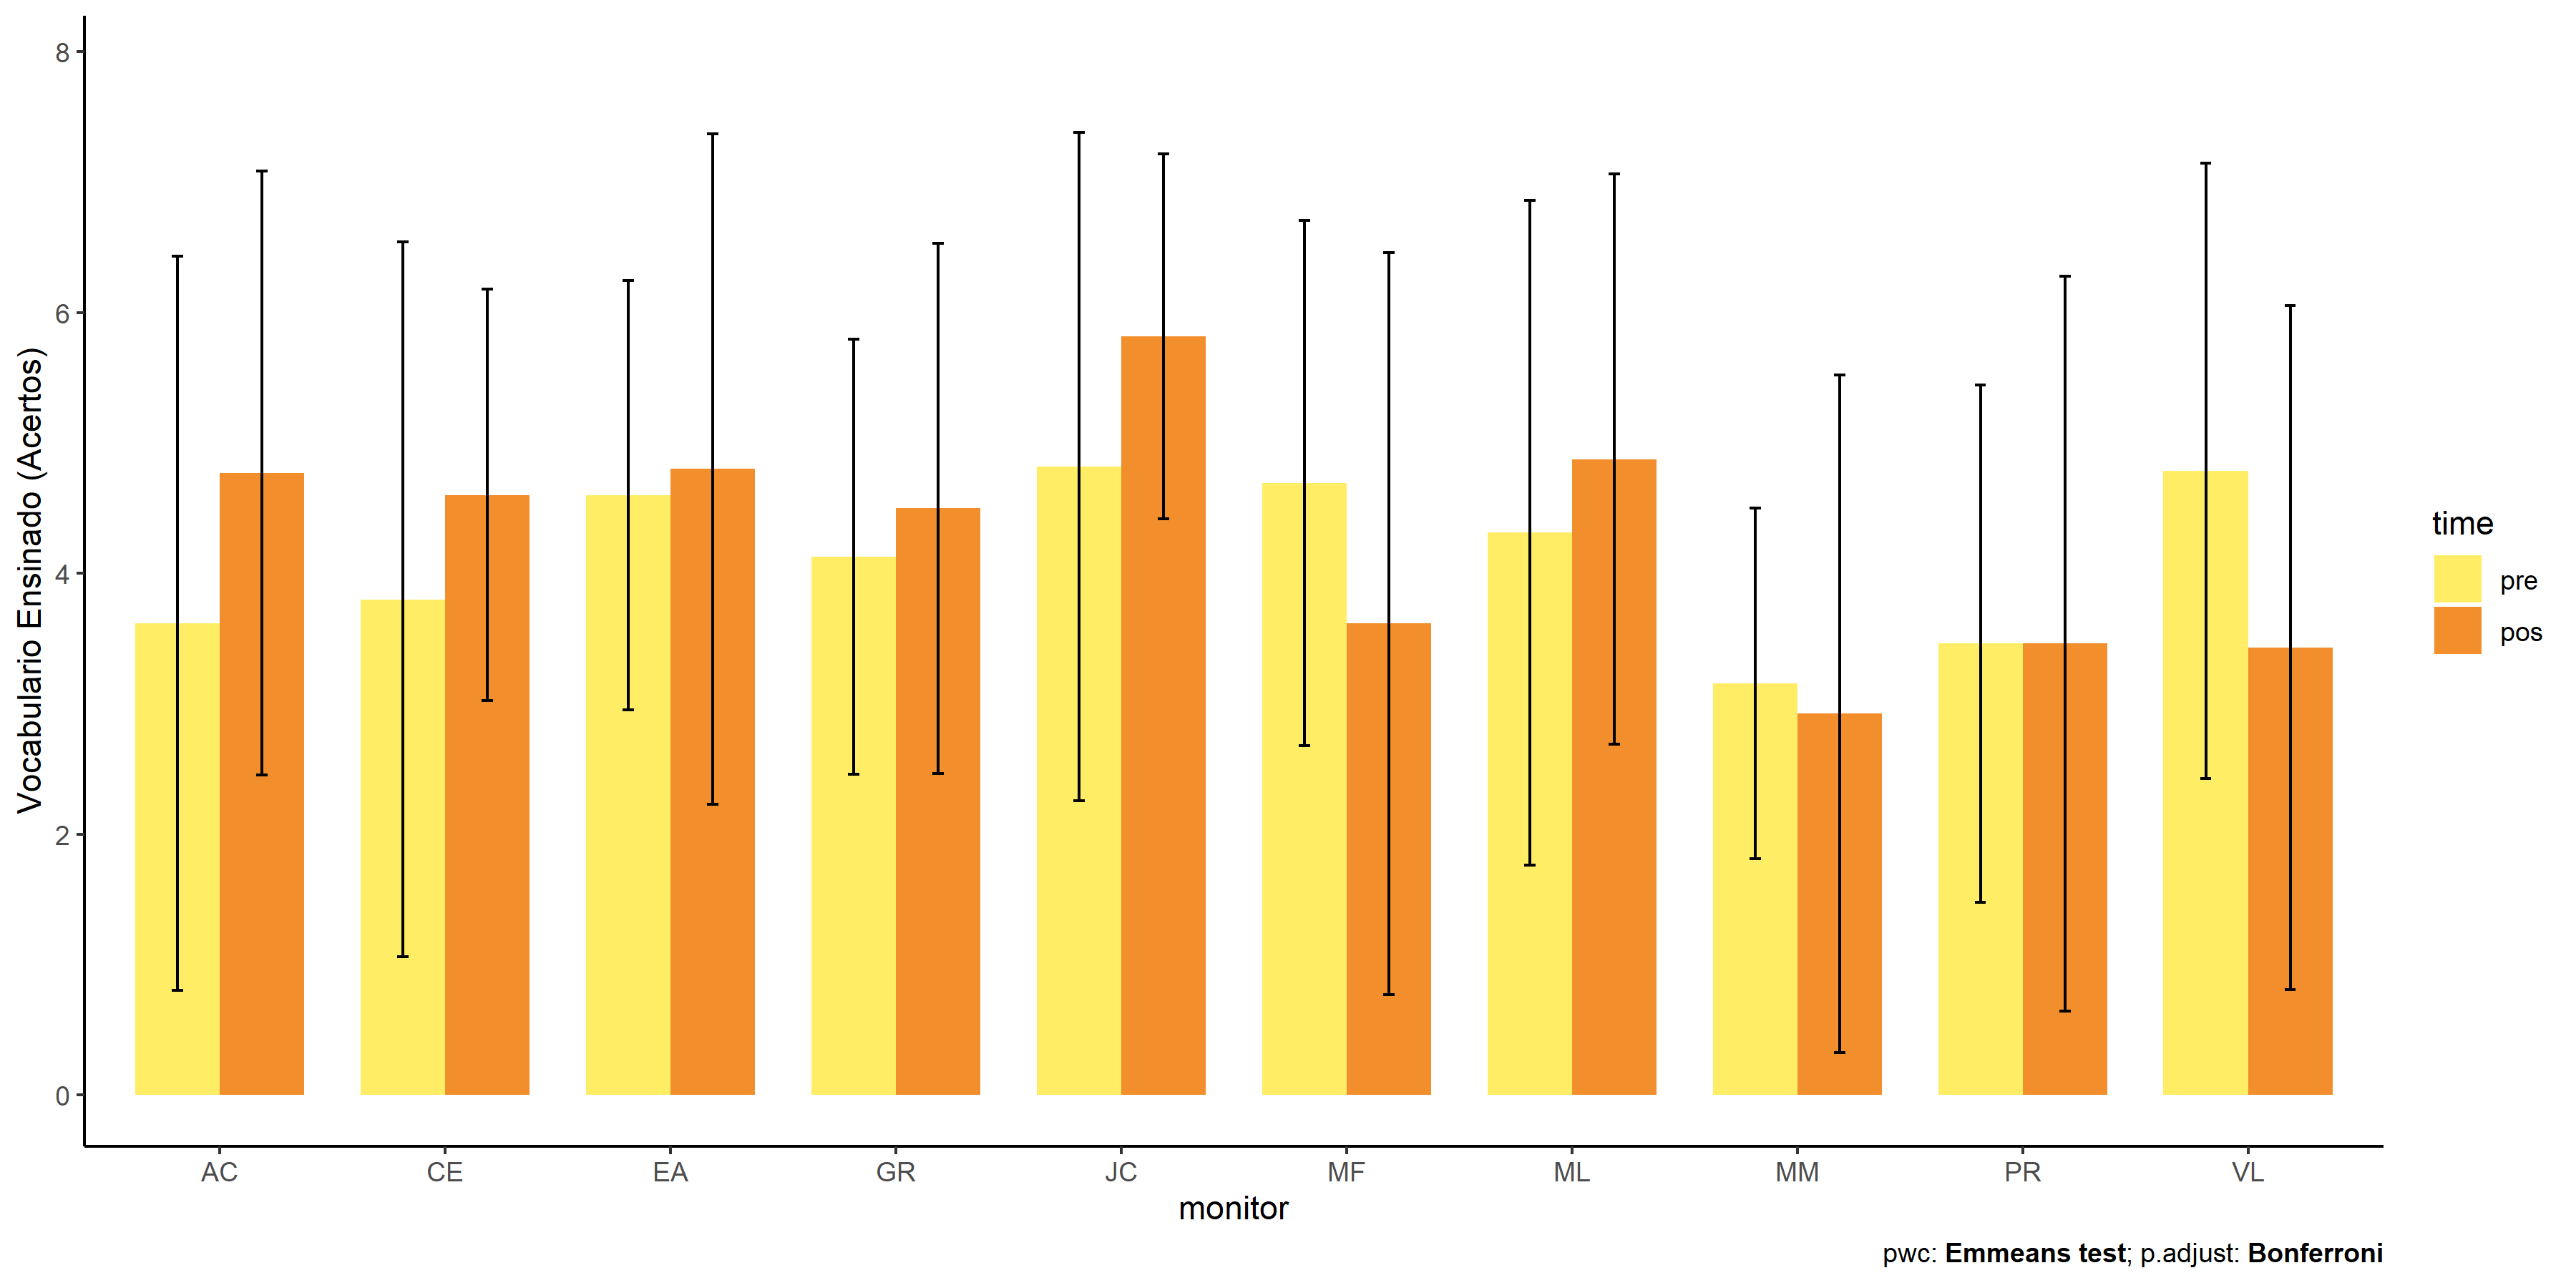 Vocabulario Ensinado (Acertos)
8
6
4
2
0
AC CE EA GR JC MF ML MM PR VL
monitor
time
pre
pos
pwc: Emmeans test; p.adjust: Bonferroni